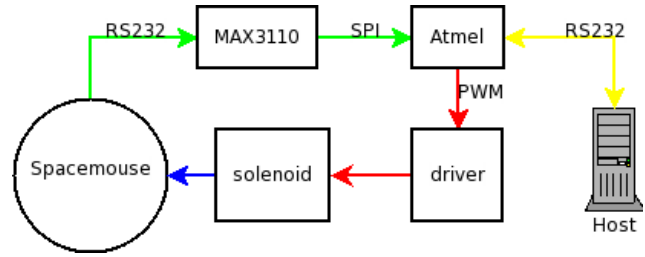 RS232
MAX3110
SPI
Atmel
RS232
PWM
Spacemouse
solenoid
driver
Host